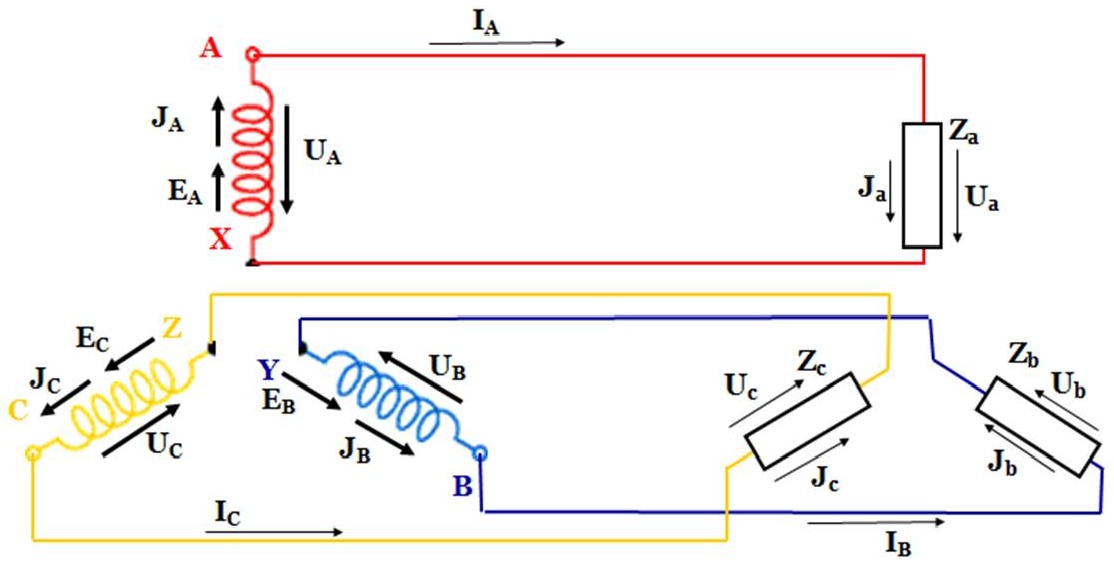 I_A
A
J_A
U_A
E_A
X
Z_a
J_a
U_a
E_C
Z
J_C
C
U_C
Y
E_B
U_B
J_B
B
I_C
Z_c
U_c
J_c
Z_b
U_b
J_b
I_B